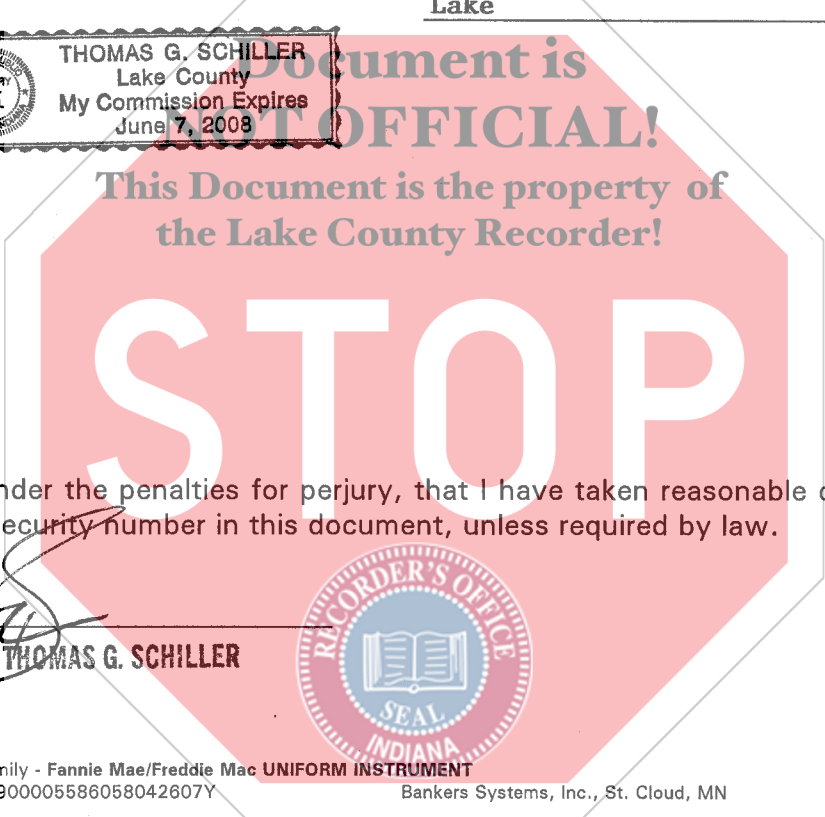 Lake
THOMAS G. SCHILLER
Lake County
My Commission Expires
June 7, 2008
Document is
NOT OFFICIAL!
This Document is the property of
the Lake County Recorder!
STOP
nder the penalties for perjury, that I have taken reasonable
ecurity number in this document, unless required by law.
THOMAS G. SCHILLER
RECORDER'S OFFICE
SEAL
INDIANA
nily - Fannie Mae/Freddie Mac UNIFORM INSTRUMENT
900005586058042607Y Bankers Systems, Inc., St. Cloud, MN